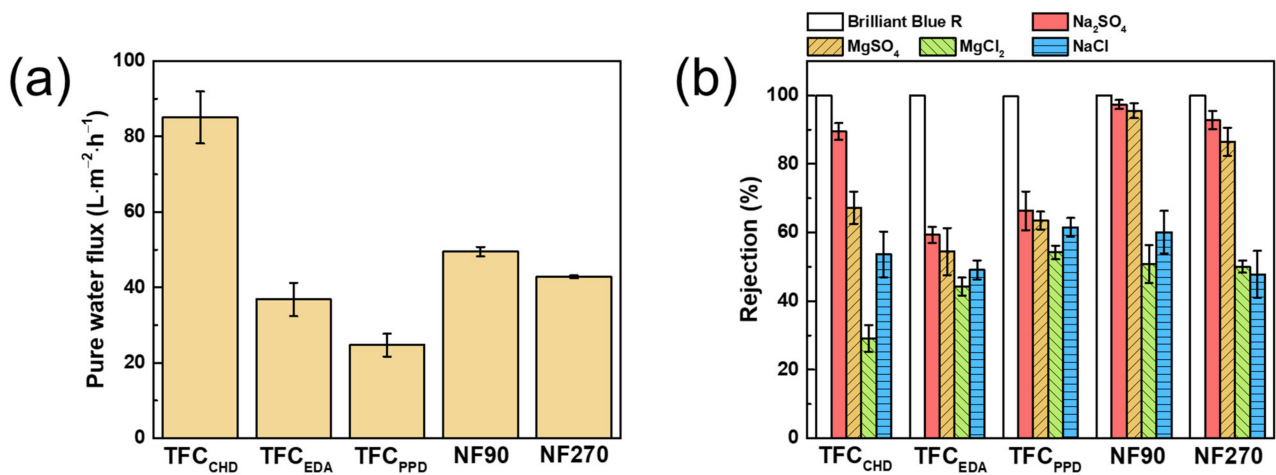 (a)
Pure water flux (L·m⁻²·h⁻¹)
100
80
60
40
20
0
TFC_CHD TFC_EDA TFC_PPD NF90 NF270
(b)
Brilliant Blue R Na₂SO₄
MgSO₄ MgCl₂ NaCl
Rejection (%)
100
80
60
40
20
0
TFC_CHD TFC_EDA TFC_PPD NF90 NF270